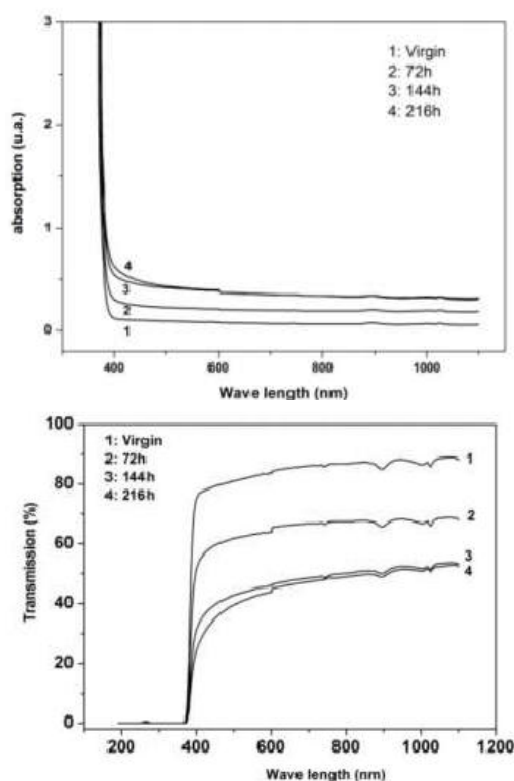 3
2
1
0
absorption (u.a.)
1: Virgin
2: 72h
3: 144h
4: 216h
4
3
2
1
400 600 800 1000
Wave length (nm)
100
80
60
40
20
0
Transmission (%)
1: Virgin
2: 72h
3: 144h
4: 216h
1
2
3
4
200 400 600 800 1000 1200
Wave length (nm)